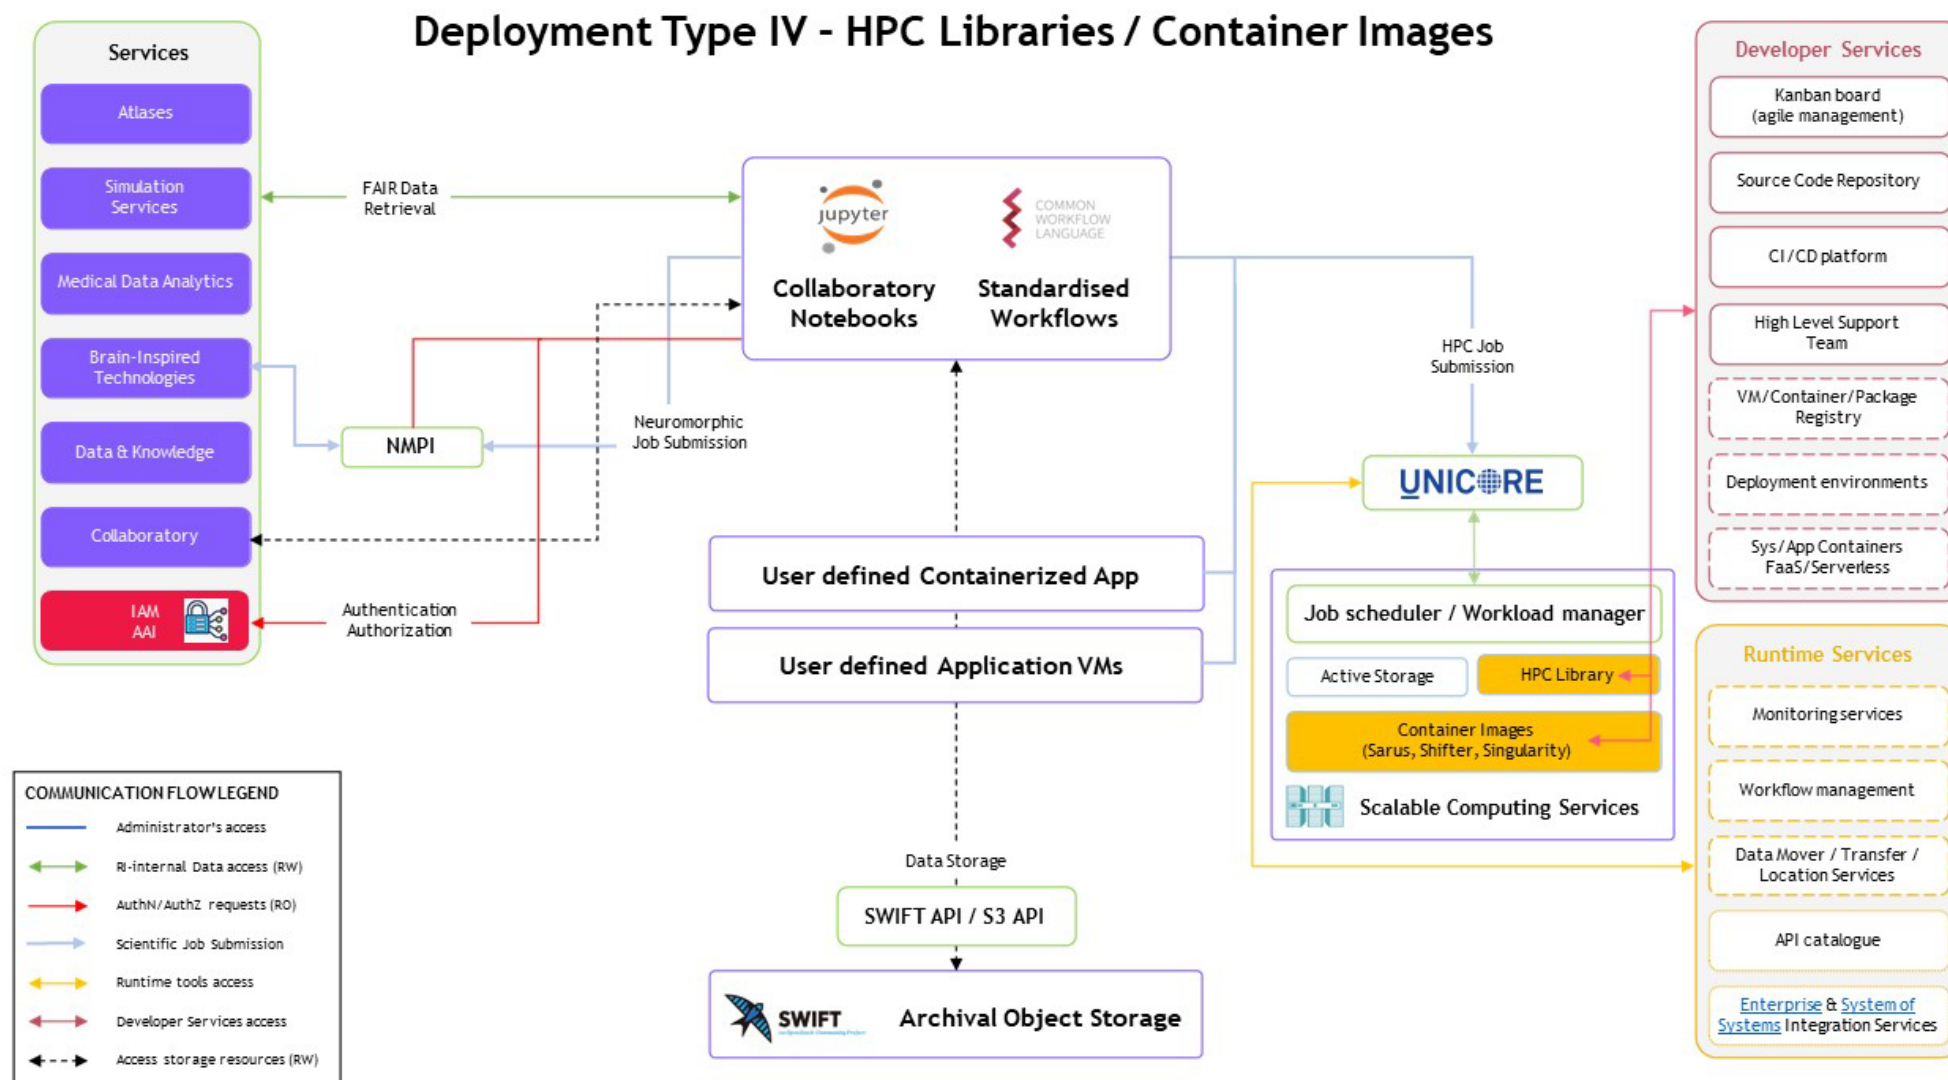 Deployment Type IV - HPC Libraries / Container Images
Services
Atlases
Simulation
Services
Medical Data Analytics
Brain-Inspired
Technologies
Data & Knowledge
Collaboratory
IAM
AAI
FAIR Data
Retrieval
NMPI
Neuromorphic
Job Submission
Authentication
Authorization
jupyter
COMMON
WORKFLOW
LANGUAGE
Collaboratory
Notebooks
Standardised
Workflows
User defined Containerized App
User defined Application VMs
Data Storage
SWIFT API / S3 API
SWIFT
Archival Object Storage
HPC Job
Submission
UNICORE
Job scheduler / Workload manager
Active Storage
HPC Library
Container Images
(Sarus, Shifter, Singularity)
Scalable Computing Services
Developer Services
Kanban board
(agile management)
Source Code Repository
CI/CD platform
High Level Support
Team
VM/Container/Package
Registry
Deployment environments
Sys/App Containers
FaaS/Serverless
Runtime Services
Monitoring services
Workflow management
Data Mover / Transfer /
Location Services
API catalogue
Enterprise & System of
Systems Integration Services
COMMUNICATION FLOW LEGEND
Administrator's access
RI-internal Data access (RW)
AuthN/AuthZ requests (RO)
Scientific Job Submission
Runtime tools access
Developer Services access
Access storage resources (RW)